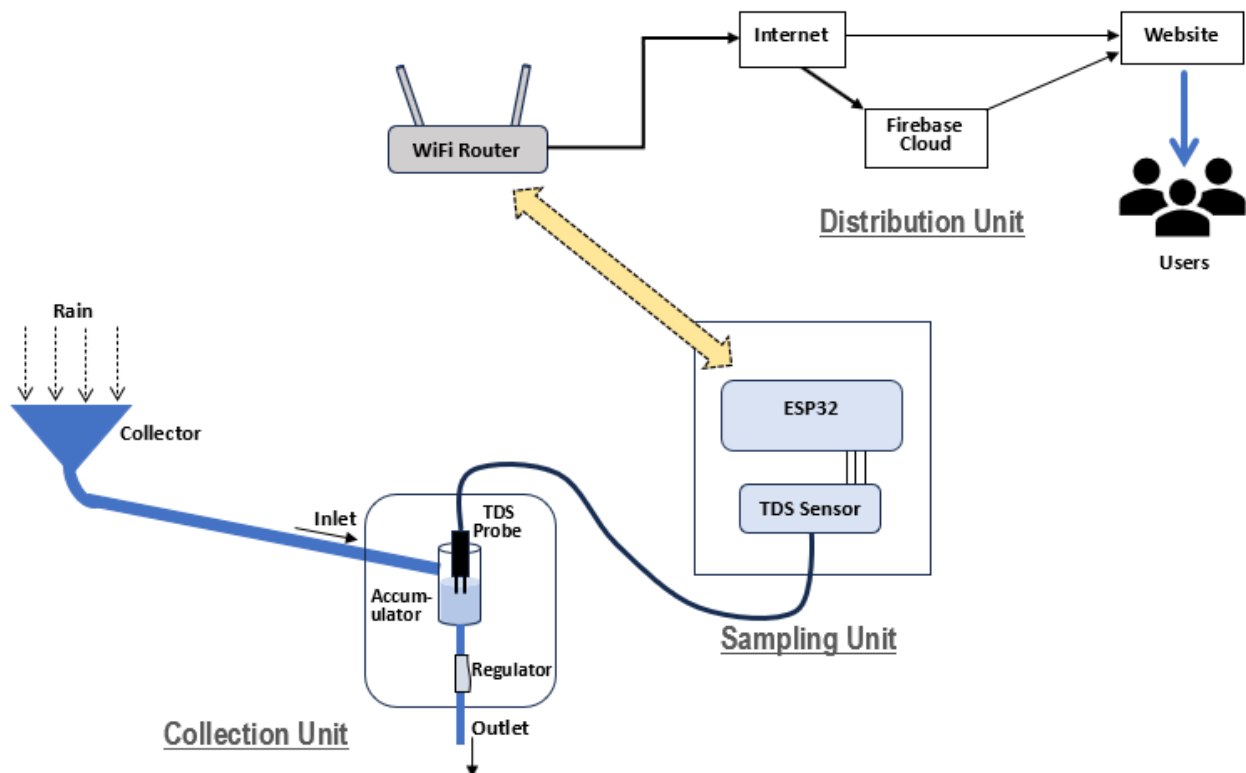 Internet
Website
WiFi Router
Firebase
Cloud
Distribution Unit
Users
Rain
Collector
ESP32
TDS Sensor
Inlet
TDS
Probe
Accum-
ulator
Sampling Unit
Regulator
Collection Unit
Outlet